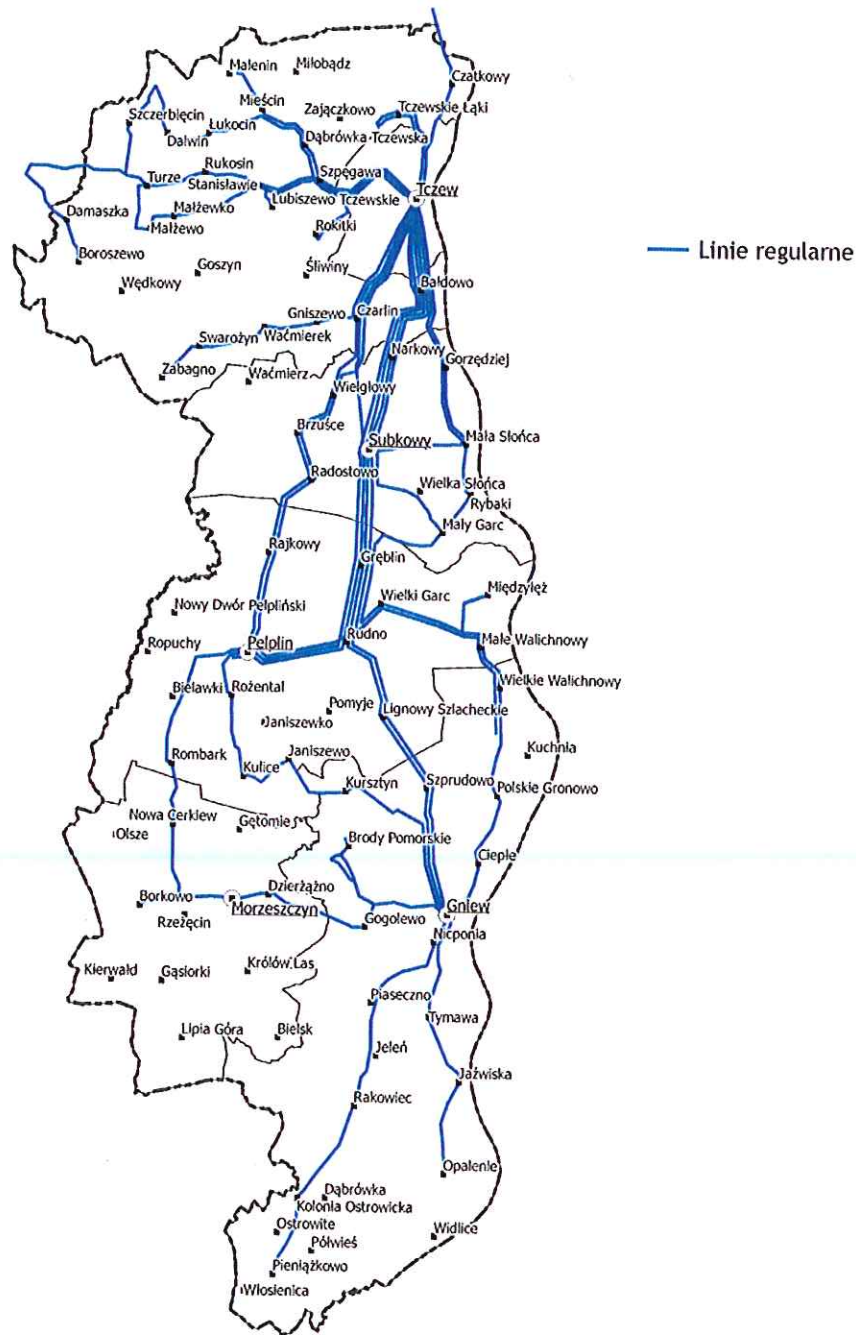 Malenin
Miłobądz
Czatkowy
Mieścin
Szczerbięcin
Zajączkowo
Tczewskie Łąki
Dalwin
Łukocin
Dąbrówka Tczewska
Rukosin
Szpęgawa
Turze
Stanisławie
Tczew
Lubiszewo Tczewskie
Damaszka
Małżewko
Małżewo
Rokitki
Boroszewo
Goszyn
Śliwiny
Linie regularne
Wędkowy
Bałdowo
Gniszewo
Czarlin
Swarożyn
Waćmierek
Narkowy
Gorzędziej
Zabagno
Waćmierz
Wielgłowy
Brzuśce
Subkowy
Mała Słońca
Radostowo
Wielka Słońca
Rybaki
Mały Garc
Rajkowy
Gręblin
Międzyłęż
Nowy Dwór Pelpliński
Wielki Garc
Ropuchy
Pelplin
Rudno
Małe Walichnowy
Bielawki
Rożental
Wielkie Walichnowy
Pomyje
Lignowy Szlacheckie
Janiszewko
Rombark
Janiszewo
Kuchnia
Kulice
Kursztyn
Szprudowo
Polskie Gronowo
Nowa Cerkiew
Olsze
Gętomie
Brody Pomorskie
Ciepłe
Dzierżążno
Borkowo
Morzeszczyn
Gniew
Rzeżęcin
Gogolewo
Nicponia
Kierwałd
Gąsiorki
Królów Las
Piaseczno
Tymawa
Lipia Góra
Bielsk
Jeleń
Jaźwiska
Rakowiec
Opalenie
Dąbrówka
Kolonia Ostrowicka
Ostrowite
Widlice
Półwieś
Pieniążkowo
Włosienica